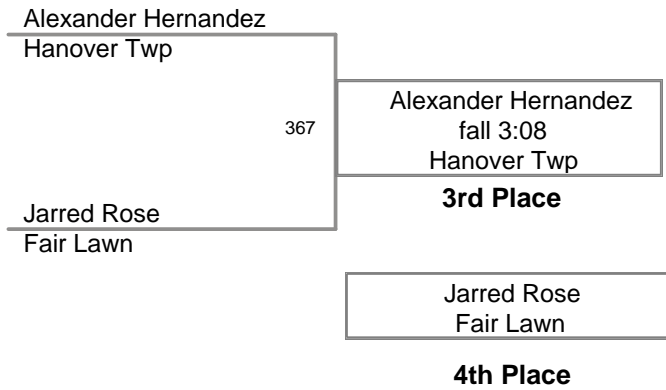 Alexander Hernandez
Hanover Twp
367
Alexander Hernandez
fall 3:08
Hanover Twp
3rd Place
Jarred Rose
Fair Lawn
Jarred Rose
Fair Lawn
4th Place